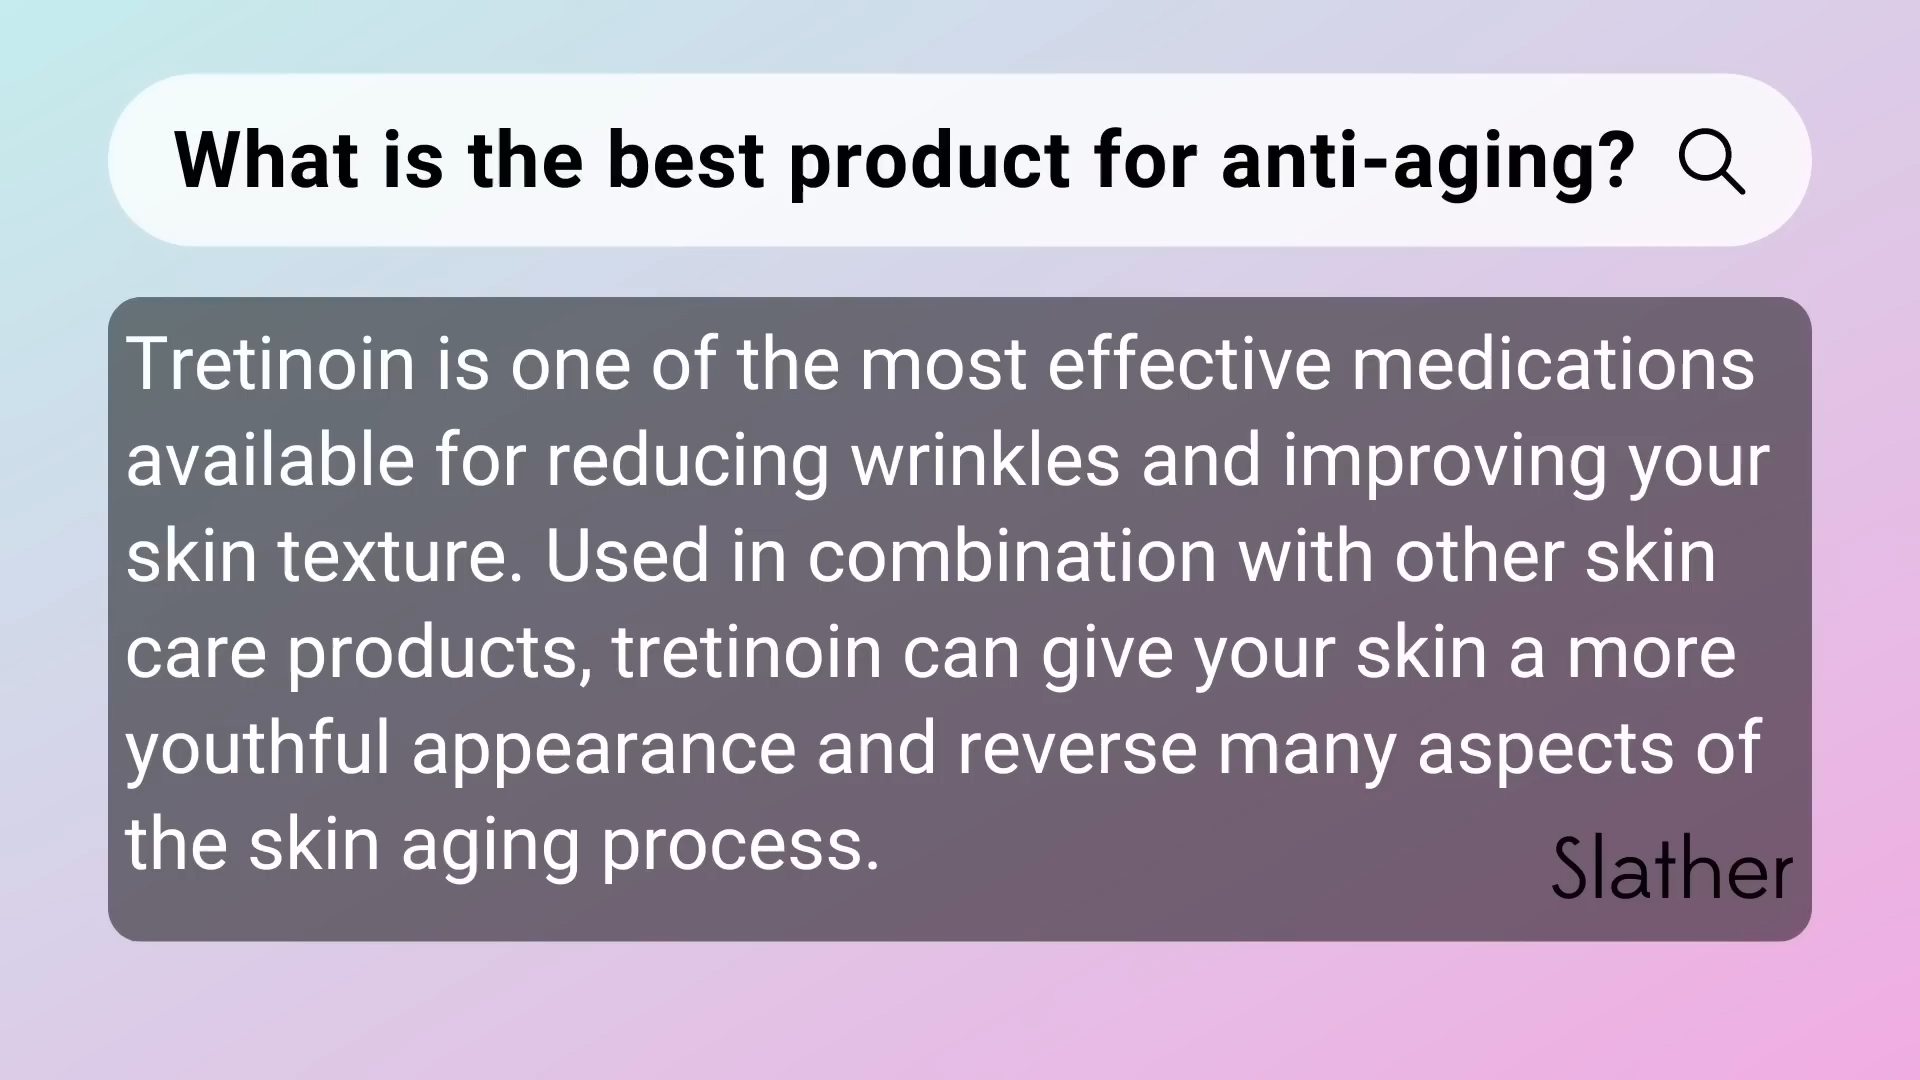 What is the best product for anti-aging?
Tretinoin is one of the most effective medications
available for reducing wrinkles and improving your
skin texture. Used in combination with other skin
care products, tretinoin can give your skin a more
youthful appearance and reverse many aspects of
the skin aging process.
Slather